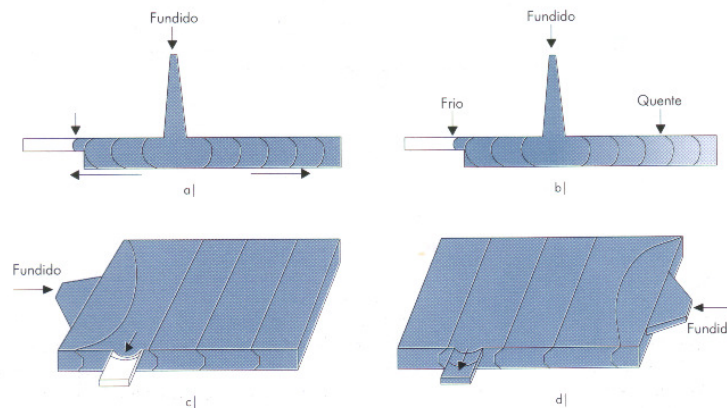 Fundido
Fundido
Frio
Quente
a|
b|
Fundido
Fundid
c|
d|